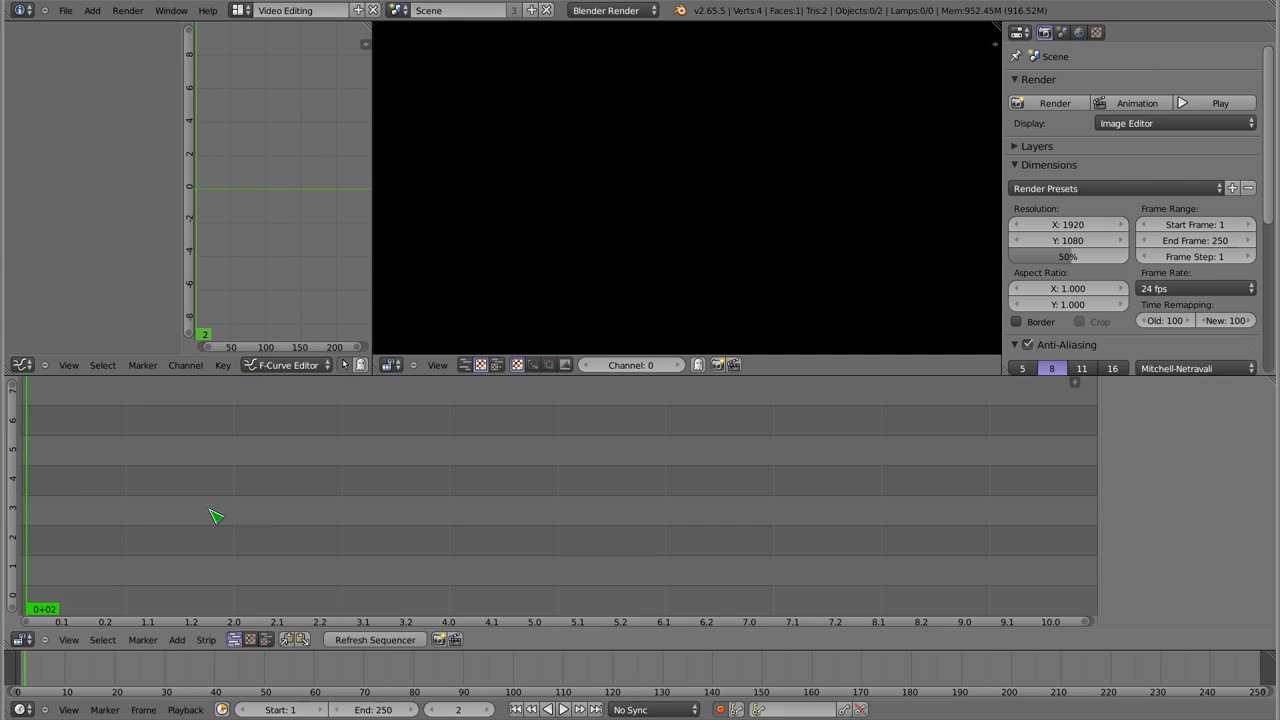 File Add Render Window Help Video Editing Scene 3 Blender Render v2.65.5 | Verts:4 | Faces:1| Tris:2 | Objects:0/2 | Lamps:0/0 | Mem:952.45M (916.52M)
Scene
Render
Render Animation Play
Display: Image Editor
Layers
Dimensions
Render Presets
Resolution: Frame Range:
X: 1920 Start Frame: 1
Y: 1080 End Frame: 250
50% Frame Step: 1
Aspect Ratio: Frame Rate:
X: 1.000 24 fps
Y: 1.000 Time Remapping:
Border Crop Old: 100 New: 100
Anti-Aliasing
5 8 11 16 Mitchell-Netravali
8
6
4
2
0
-2
-4
-6
-8
2
50 100 150 200
View Select Marker Channel Key F-Curve Editor View Channel: 0
7
6
5
4
3
2
1
0
0+02
0.1 0.2 1.1 1.2 2.0 2.1 3.1 3.2 4.0 4.1 5.0 5.1 5.2 6.1 6.2 7.0 7.1 7.2 8.1 8.2 9.0 9.1 10.0
View Select Marker Add Strip Refresh Sequencer
0 10 20 30 40 50 60 70 80 90 100 110 120 130 140 150 160 170 180 190 200 210 220 230 240 250
View Marker Frame Playback Start: 1 End: 250 2 No Sync